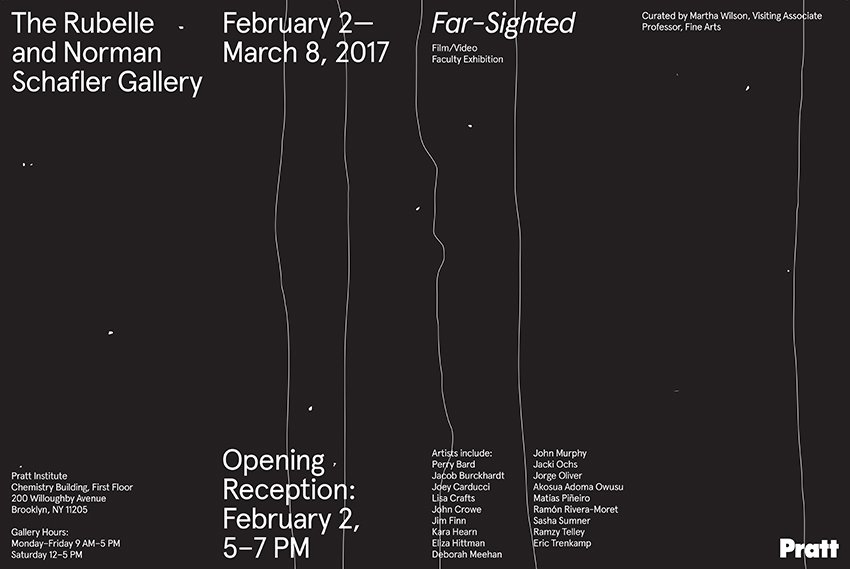 The Rubelle
and Norman
Schafler Gallery
February 2—
March 8, 2017
Far-Sighted
Film/Video
Faculty Exhibition
Curated by Martha Wilson, Visiting Associate
Professor, Fine Arts
Pratt Institute
Chemistry Building, First Floor
200 Willoughby Avenue
Brooklyn, NY 11205
Gallery Hours:
Monday–Friday 9 AM–5 PM
Saturday 12–5 PM
Opening
Reception:
February 2,
5–7 PM
Artists include:
Perry Bard
Jacob Burckhardt
Joey Carducci
Lisa Crafts
John Crowe
Jim Finn
Kara Hearn
Eliza Hittman
Deborah Meehan
John Murphy
Jacki Ochs
Jorge Oliver
Akosua Adoma Owusu
Matías Piñeiro
Ramón Rivera-Moret
Sasha Sumner
Ramzy Telley
Eric Trenkamp
Pratt